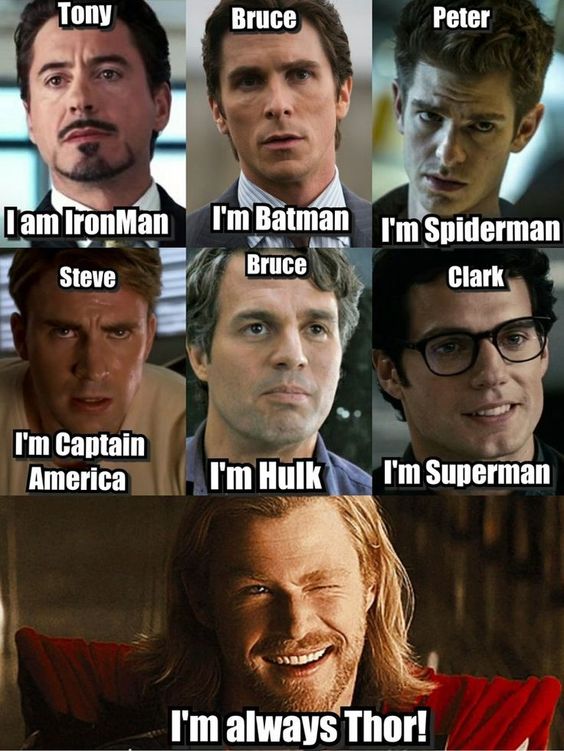 Tony
Bruce
Peter
I am IronMan
I'm Batman
I'm Spiderman
Steve
Bruce
Clark
I'm Captain
America
I'm Hulk
I'm Superman
I'm always Thor!